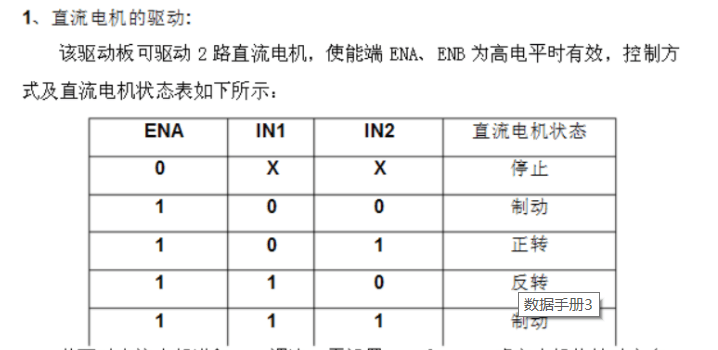 1、直流电机的驱动:
该驱动板可驱动 2 路直流电机，使能端 ENA、ENB 为高电平时有效，控制方
式及直流电机状态表如下所示：
ENA IN1 IN2 直流电机状态
0 X X 停止
1 0 0 制动
1 0 1 正转
1 1 0 反转
数据手册3
1 1 1 制动